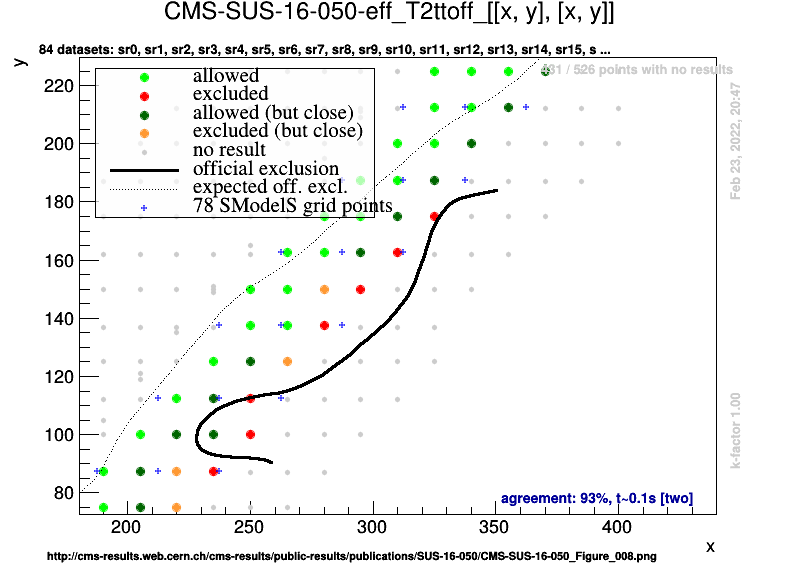 CMS-SUS-16-050-eff_T2ttoff_[[x, y], [x, y]]
84 datasets: sr0, sr1, sr2, sr3, sr4, sr5, sr6, sr7, sr8, sr9, sr10, sr11, sr12, sr13, sr14, sr15, s ...
y
/ 526 points with no results
allowed
excluded
allowed (but close)
excluded (but close)
no result
official exclusion
expected off. excl.
78 SModelS grid points
220
200
180
160
140
120
100
80
Feb 23, 2022, 20:47
k-factor 1.00
agreement: 93%, t~0.1s [two]
200 250 300 350 400
x
http://cms-results.web.cern.ch/cms-results/public-results/publications/SUS-16-050/CMS-SUS-16-050_Figure_008.png